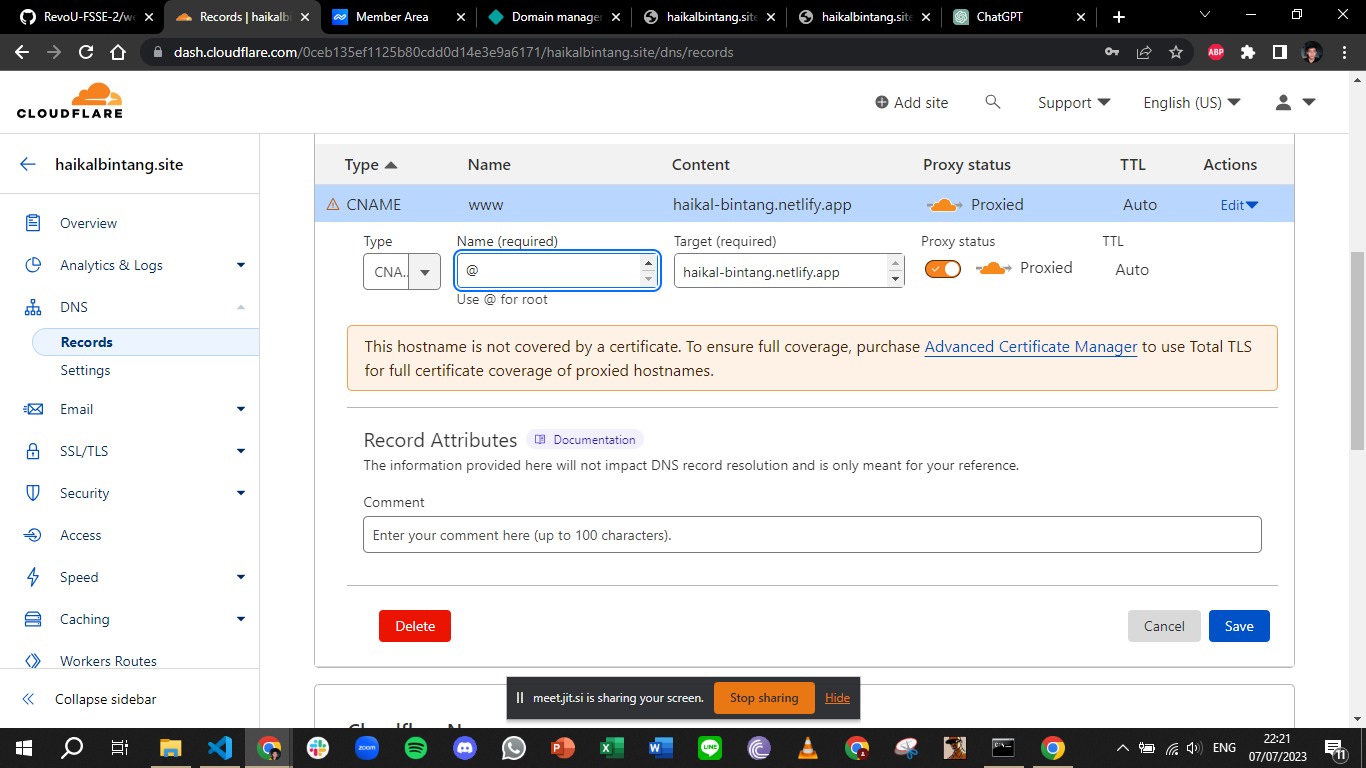 RevoU-FSSE-2/we
Records | haikalbi
Member Area
Domain manager
haikalbintang.site
haikalbintang.site
ChatGPT
dash.cloudflare.com/0ceb135ef1125b80cdd0d14e3e9a6171/haikalbintang.site/dns/records
ABP
CLOUDFLARE
Add site
Support
English (US)
haikalbintang.site
Overview
Analytics & Logs
DNS
Records
Settings
Email
SSL/TLS
Security
Access
Speed
Caching
Workers Routes
Collapse sidebar
Type Name Content Proxy status TTL Actions
CNAME www haikal-bintang.netlify.app Proxied Auto Edit
Type Name (required) Target (required) Proxy status TTL
CNA... @ haikal-bintang.netlify.app Proxied Auto
Use @ for root
This hostname is not covered by a certificate. To ensure full coverage, purchase Advanced Certificate Manager to use Total TLS
for full certificate coverage of proxied hostnames.
Record Attributes Documentation
The information provided here will not impact DNS record resolution and is only meant for your reference.
Comment
Enter your comment here (up to 100 characters).
Delete Cancel Save
meet.jit.si is sharing your screen. Stop sharing Hide
zoom
LINE
ENG
22:21
07/07/2023
11